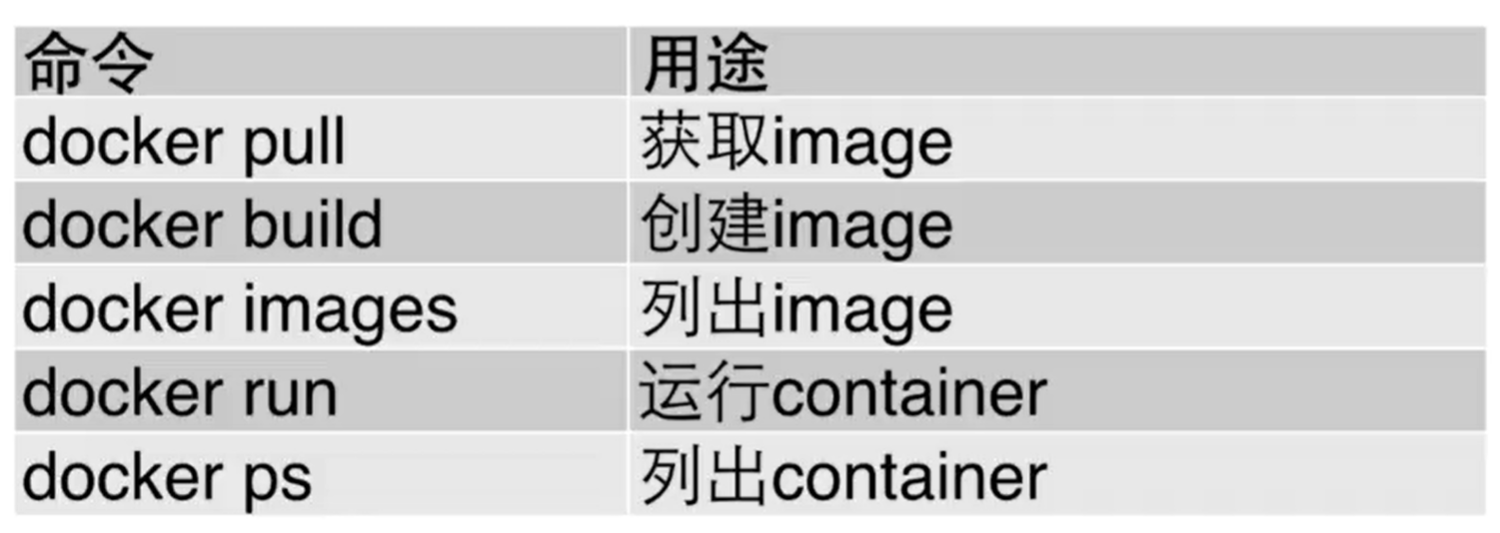 命令 用途
docker pull 获取image
docker build 创建image
docker images 列出image
docker run 运行container
docker ps 列出container